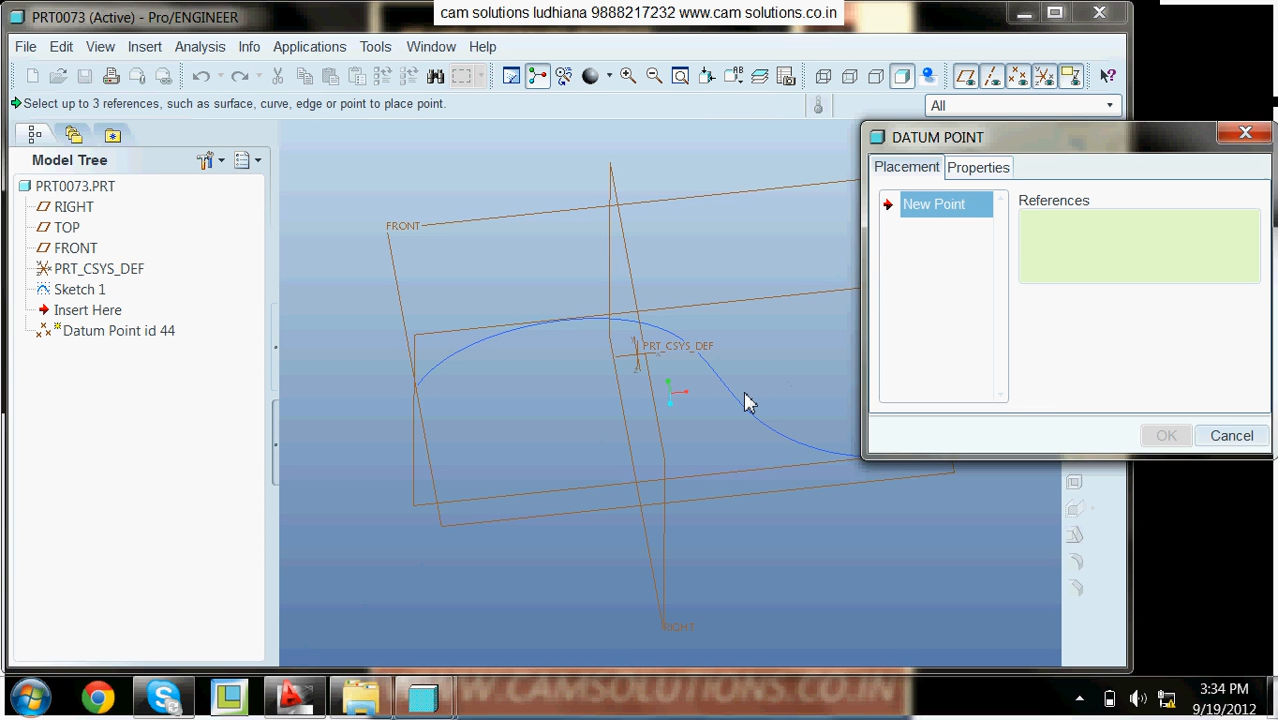 PRT0073 (Active) - Pro/ENGINEER
cam solutions ludhiana 9888217232 www.cam solutions.co.in
File Edit View Insert Analysis Info Applications Tools Window Help
Select up to 3 references, such as surface, curve, edge or point to place point.
All
Model Tree
PRT0073.PRT
RIGHT
TOP
FRONT
PRT_CSYS_DEF
Sketch 1
Insert Here
Datum Point id 44
FRONT
PRT_CSYS_DEF
RIGHT
DATUM POINT
Placement Properties
New Point
References
OK Cancel
3:34 PM
9/19/2012